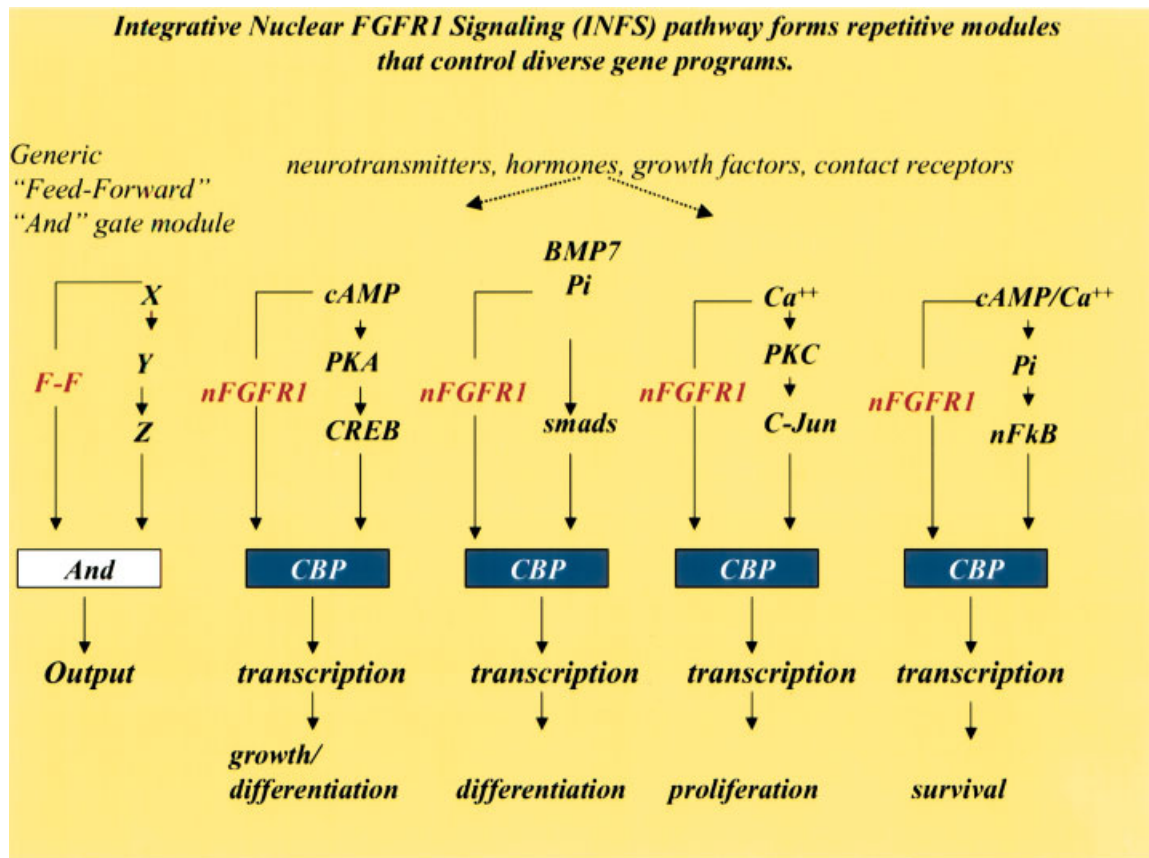 Integrative Nuclear FGFR1 Signaling (INFS) pathway forms repetitive modules
that control diverse gene programs.
Generic
“Feed-Forward”
“And” gate module
neurotransmitters, hormones, growth factors, contact receptors
X
Y
Z
F-F
And
Output
cAMP
PKA
CREB
nFGFR1
CBP
transcription
growth/
differentiation
BMP7
Pi
smads
nFGFR1
CBP
transcription
differentiation
Ca++
PKC
C-Jun
nFGFR1
CBP
transcription
proliferation
cAMP/Ca++
Pi
nFkB
nFGFR1
CBP
transcription
survival